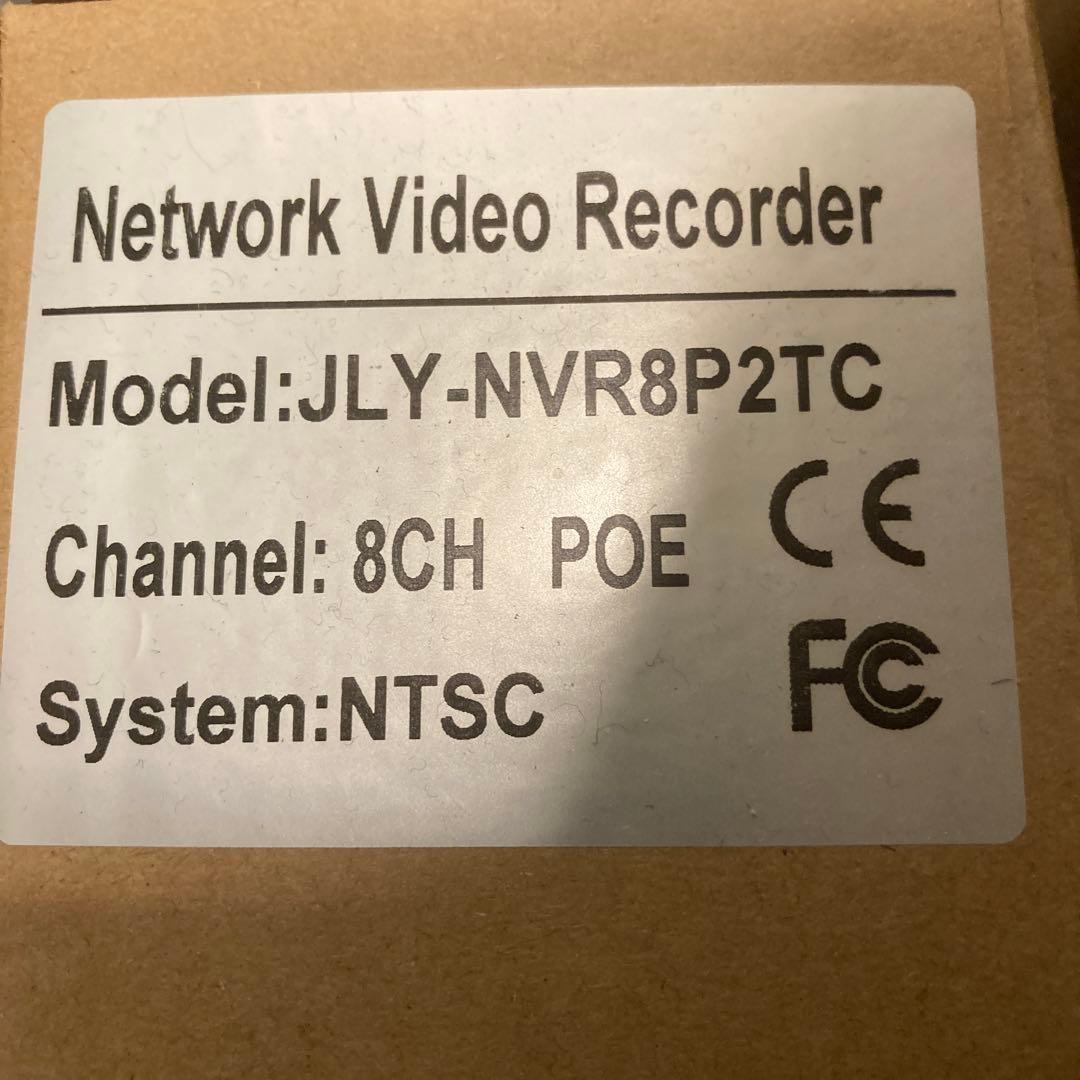 Network Video Recorder
Model:JLY-NVR8P2TC
Channel: 8CH POE
CE
System:NTSC
FC